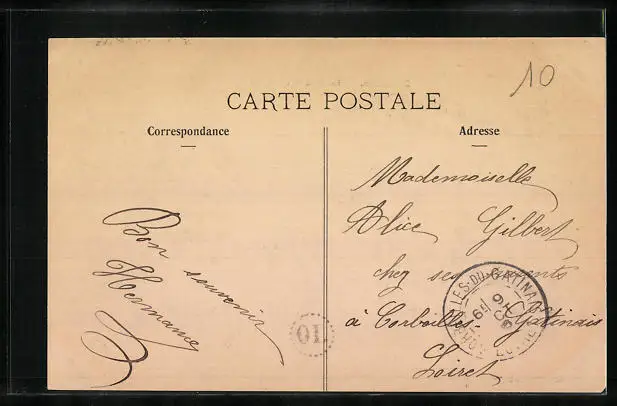 10
CARTE POSTALE
Correspondance
Adresse
Bon souvenir
Hermance
Mademoiselle
Alice Gilbert
chez ses parents
à Corbeilles-Gâtinais
Loiret